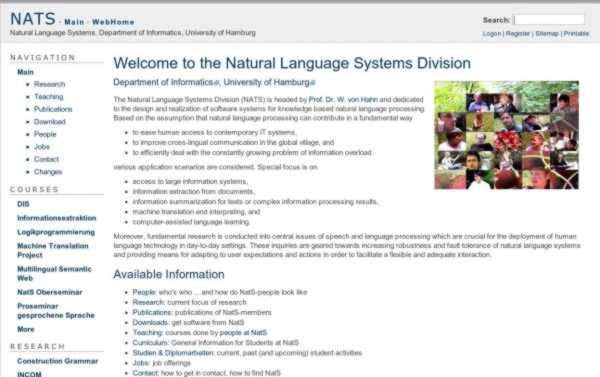 NATS · Main · WebHome
Search:
Natural Language Systems, Department of Informatics, University of Hamburg
Logon | Register | Sitemap | Printable
NAVIGATION
Main
Research
Teaching
Publications
Download
People
Jobs
Contact
Changes
COURSES
DIS
Informationsextraktion
Logikprogrammierung
Machine Translation
Project
Multilingual Semantic
Web
NatS Oberseminar
Proseminar
gesprochene Sprache
More
RESEARCH
Construction Grammar
INCOM
Welcome to the Natural Language Systems Division
Department of Informatics, University of Hamburg
The Natural Language Systems Division (NATS) is headed by Prof. Dr. W. von Hahn and dedicated
to the design and realization of software systems for knowledge based natural language processing.
Based on the assumption that natural language processing can contribute in a fundamental way
to ease human access to contemporary IT systems,
to improve cross-lingual communication in the global village, and
to efficiently deal with the constantly growing problem of information overload
various application scenarios are considered. Special focus is on
access to large information systems,
information extraction from documents,
information summarization for texts or complex information processing results,
machine translation and interpreting, and
computer-assisted language learning.
Moreover, fundamental research is conducted into central issues of speech and language processing which are crucial for the deployment of human
language technology in day-to-day settings. These inquiries are geared towards increasing robustness and fault tolerance of natural language systems
and providing means for adapting to user expectations and actions in order to facilitate a flexible and adequate interaction.
Available Information
People: who's who ... and how do NatS-people look like
Research: current focus of research
Publications: publications of NatS-members
Downloads: get software from NatS
Teaching: courses done by people at NatS
Curriculum: General Information for Students at NatS
Studien & Diplomarbeiten: current, past (and upcoming) student activities
Jobs: job offerings
Contact: how to get in contact, how to find NatS